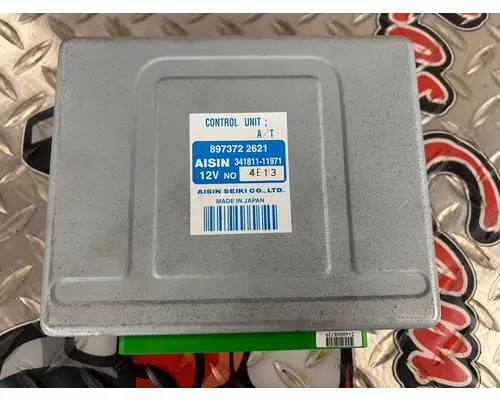 CONTROL UNIT ;
A/T
897372 2621
AISIN 341811-11971
12V NO 4E13
AISIN SEIKI CO., LTD.
MADE IN JAPAN